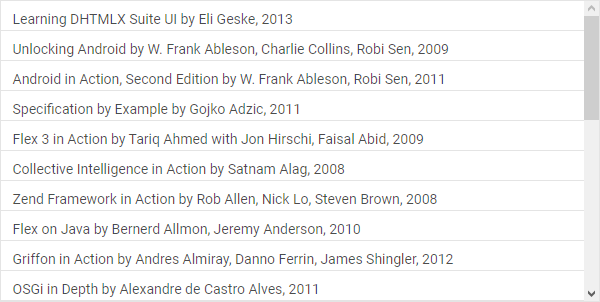 Learning DHTMLX Suite UI by Eli Geske, 2013
Unlocking Android by W. Frank Ableson, Charlie Collins, Robi Sen, 2009
Android in Action, Second Edition by W. Frank Ableson, Robi Sen, 2011
Specification by Example by Gojko Adzic, 2011
Flex 3 in Action by Tariq Ahmed with Jon Hirschi, Faisal Abid, 2009
Collective Intelligence in Action by Satnam Alag, 2008
Zend Framework in Action by Rob Allen, Nick Lo, Steven Brown, 2008
Flex on Java by Bernerd Allmon, Jeremy Anderson, 2010
Griffon in Action by Andres Almiray, Danno Ferrin, James Shingler, 2012
OSGi in Depth by Alexandre de Castro Alves, 2011